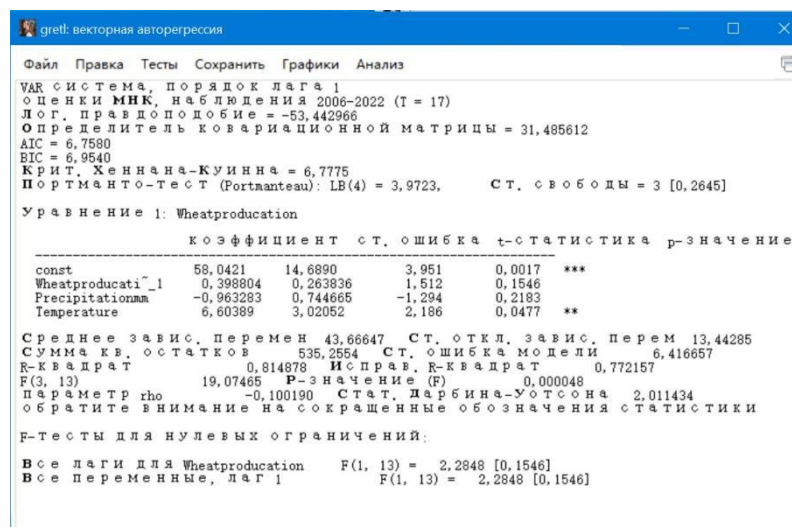 gretl: векторная авторегрессия
Файл Правка Тесты Сохранить Графики Анализ
VAR система, порядок лага 1
оценки МНК, наблюдения 2006-2022 (T = 17)
Лог. правдоподобие = -53,442966
Определитель ковариационной матрицы = 31,485612
AIC = 6,7580
BIC = 6,9540
Крит. Хеннана-Куинна = 6,7775
Портманто-тест (Portmanteau): LB(4) = 3,9723, Ст. свободы = 3 [0,2645]
Уравнение 1: Wheatproducation
коэффициент ст. ошибка t-статистика p-значение
const 58,0421 14,6890 3,951 0,0017 ***
Wheatproducati~_1 0,398804 0,263836 1,512 0,1546
Precipitationmm -0,963283 0,744665 -1,294 0,2183
Temperature 6,60389 3,02052 2,186 0,0477 **
Среднее завис. перемен 43,66647 Ст. откл. завис. перем 13,44285
Сумма кв. остатков 535,2554 Ст. ошибка модели 6,416657
R-квадрат 0,814878 Исправ. R-квадрат 0,772157
F(3, 13) 19,07465 P-значение (F) 0,000048
параметр rho -0,100190 Стат. Дарбина-Уотсона 2,011434
обратите внимание на сокращенные обозначения статистики
F-тесты для нулевых ограничений:
Все лаги для Wheatproducation F(1, 13) = 2,2848 [0,1546]
Все переменные, лаг 1 F(1, 13) = 2,2848 [0,1546]